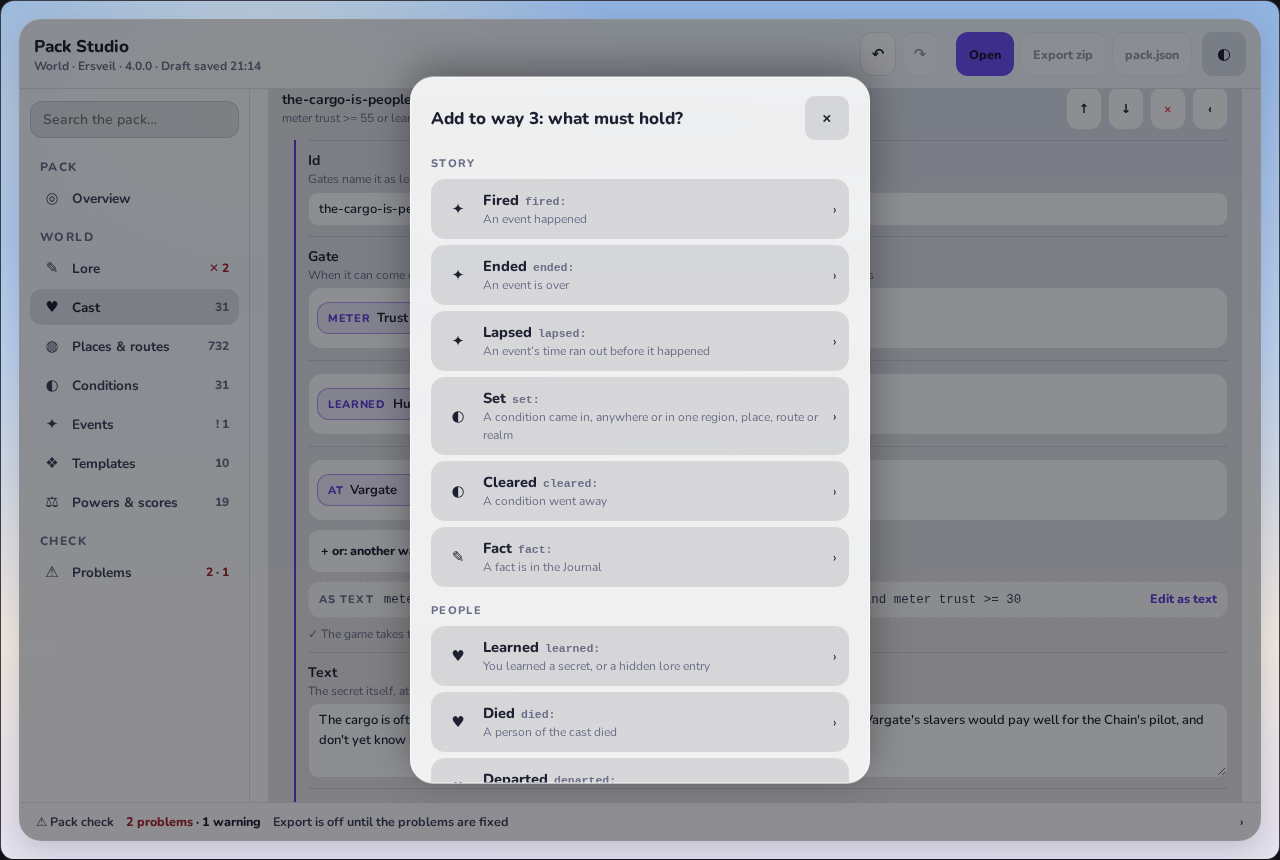 Pack Studio
World · Ersveil · 4.0.0 · Draft saved 21:14
Open
Export zip
pack.json
Search the pack…
PACK
Overview
WORLD
Lore × 2
Cast 31
Places & routes 732
Conditions 31
Events ! 1
Templates 10
Powers & scores 19
CHECK
Problems 2 · 1
the-cargo-is-people
meter trust >= 55 or lear
Id
Gates name it as
the-cargo-is-pe
Gate
When it can come
METER Trust
LEARNED Hu
AT Vargate
+ or: another
AS TEXT
nd meter trust >= 30
Edit as text
✓ The game takes
Text
The secret itself, at
The cargo is oft
Vargate's slavers would pay well for the Chain's pilot, and
don't yet know
Add to way 3: what must hold?
×
STORY
Fired fired:
An event happened
Ended ended:
An event is over
Lapsed lapsed:
An event's time ran out before it happened
Set set:
A condition came in, anywhere or in one region, place, route or
realm
Cleared cleared:
A condition went away
Fact fact:
A fact is in the Journal
PEOPLE
Learned learned:
You learned a secret, or a hidden lore entry
Died died:
A person of the cast died
Departed departed:
Pack check 2 problems · 1 warning Export is off until the problems are fixed